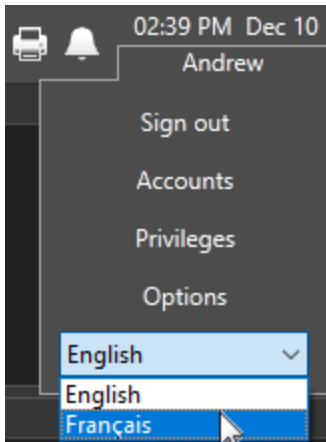 02:39 PM Dec 10
Andrew
Sign out
Accounts
Privileges
Options
English
English
Français